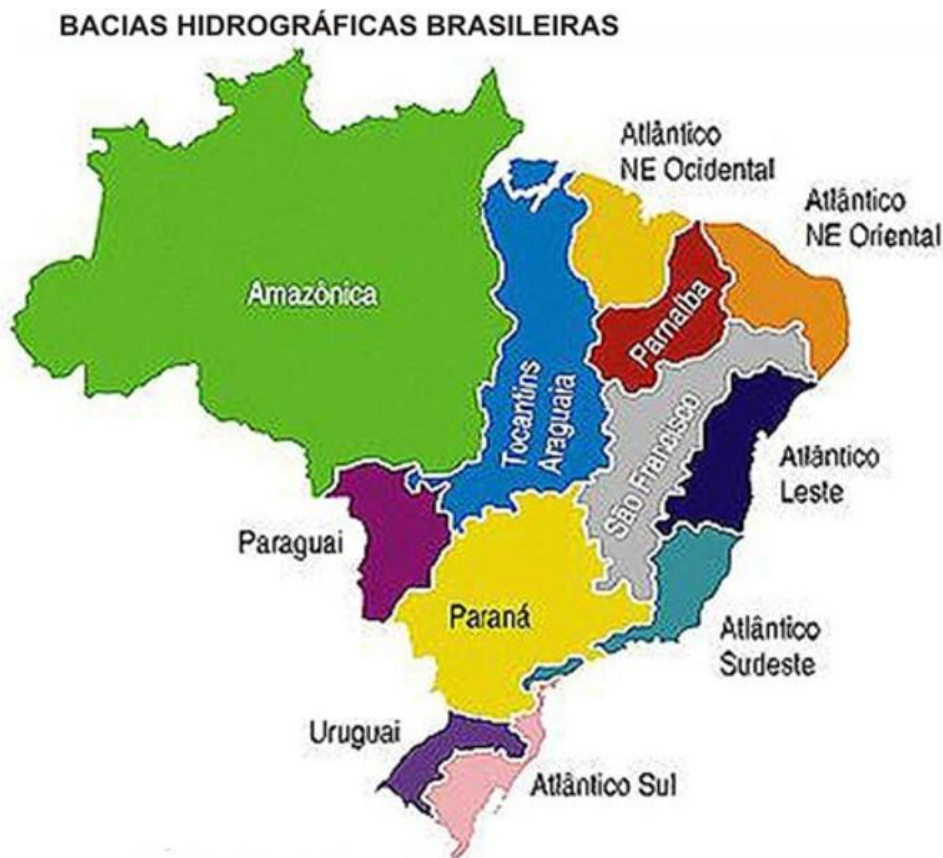 BACIAS HIDROGRÁFICAS BRASILEIRAS
Atlântico
NE Ocidental
Atlântico
NE Oriental
Amazônica
Parnalba
Tocantins
Araguaia
São Francisco
Atlântico
Leste
Paraguai
Paraná
Atlântico
Sudeste
Uruguai
Atlântico Sul